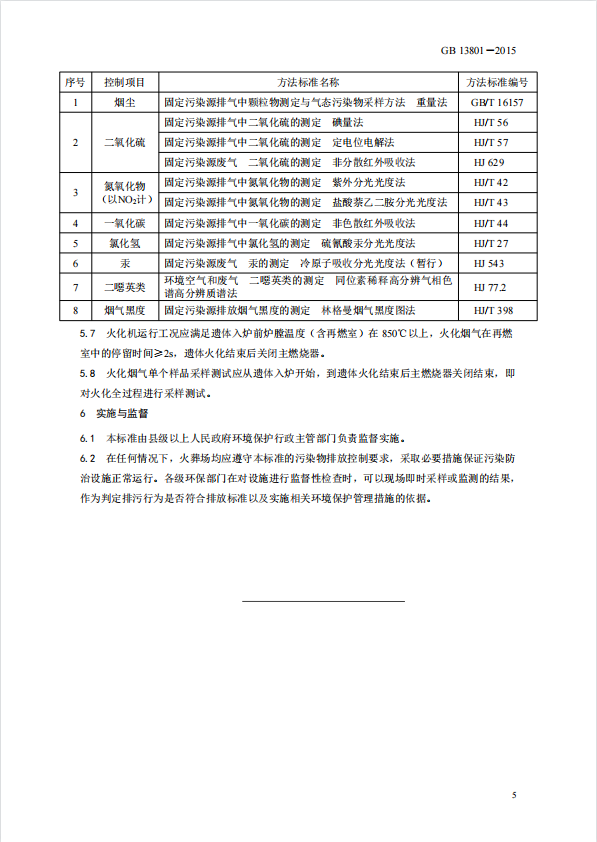 GB 13801－2015
序号 控制项目 方法标准名称 方法标准编号
1 烟尘 固定污染源排气中颗粒物测定与气态污染物采样方法 重量法 GB/T 16157
2 二氧化硫 固定污染源排气中二氧化硫的测定 碘量法 HJ/T 56
固定污染源排气中二氧化硫的测定 定电位电解法 HJ/T 57
固定污染源废气 二氧化硫的测定 非分散红外吸收法 HJ 629
3 氮氧化物
（以NO2计） 固定污染源排气中氮氧化物的测定 紫外分光光度法 HJ/T 42
固定污染源排气中氮氧化物的测定 盐酸萘乙二胺分光光度法 HJ/T 43
4 一氧化碳 固定污染源排气中一氧化碳的测定 非色散红外吸收法 HJ/T 44
5 氯化氢 固定污染源排气中氯化氢的测定 硫氰酸汞分光光度法 HJ/T 27
6 汞 固定污染源废气 汞的测定 冷原子吸收分光光度法（暂行） HJ 543
7 二噁英类 环境空气和废气 二噁英类的测定 同位素稀释高分辨气相色
谱高分辨质谱法 HJ 77.2
8 烟气黑度 固定污染源排放烟气黑度的测定 林格曼烟气黑度图法 HJ/T 398
5.7 火化机运行工况应满足遗体入炉前炉膛温度（含再燃室）在 850℃以上，火化烟气在再燃
室中的停留时间≥2s，遗体火化结束后关闭主燃烧器。
5.8 火化烟气单个样品采样测试应从遗体入炉开始，到遗体火化结束后主燃烧器关闭结束，即
对火化全过程进行采样测试。
6 实施与监督
6.1 本标准由县级以上人民政府环境保护行政主管部门负责监督实施。
6.2 在任何情况下，火葬场均应遵守本标准的污染物排放控制要求，采取必要措施保证污染防
治设施正常运行。各级环保部门在对设施进行监督性检查时，可以现场即时采样或监测的结果，
作为判定排污行为是否符合排放标准以及实施相关环境保护管理措施的依据。
5